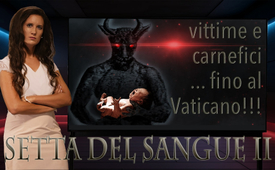 vittime e
carnefici
... fino al
Vaticano!!!
SETTA DEL SANGUE II